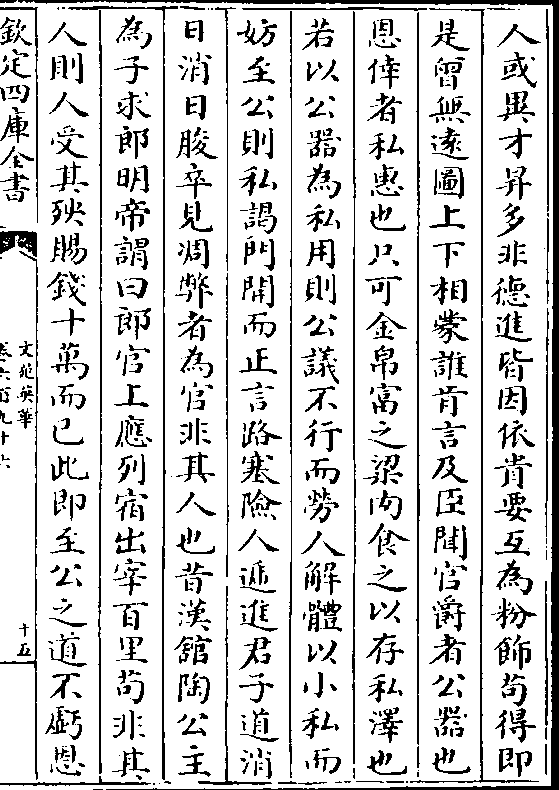 人或異才昇多非德進皆因依貴要互為粉飾茍得即
是曽無逺圖上下相蒙誰肯言及臣聞官爵者公器也
恩倖者私惠也只可金帛富之粱肉食之以存私澤也
若以公器為私用則公議不行而勞人解體以小私而
妨至公則私謁門開而正言路塞險人遞進君子道消
日消日朘卒見凋弊者為官非其人也昔漢館陶公主
為子求郎明帝謂曰郎官上應列宿出宰百里茍非其
人則人受其殃賜錢十萬而已此即至公之道不虧恩
欽定四庫全書
文苑英華
卷六百九十六
十五